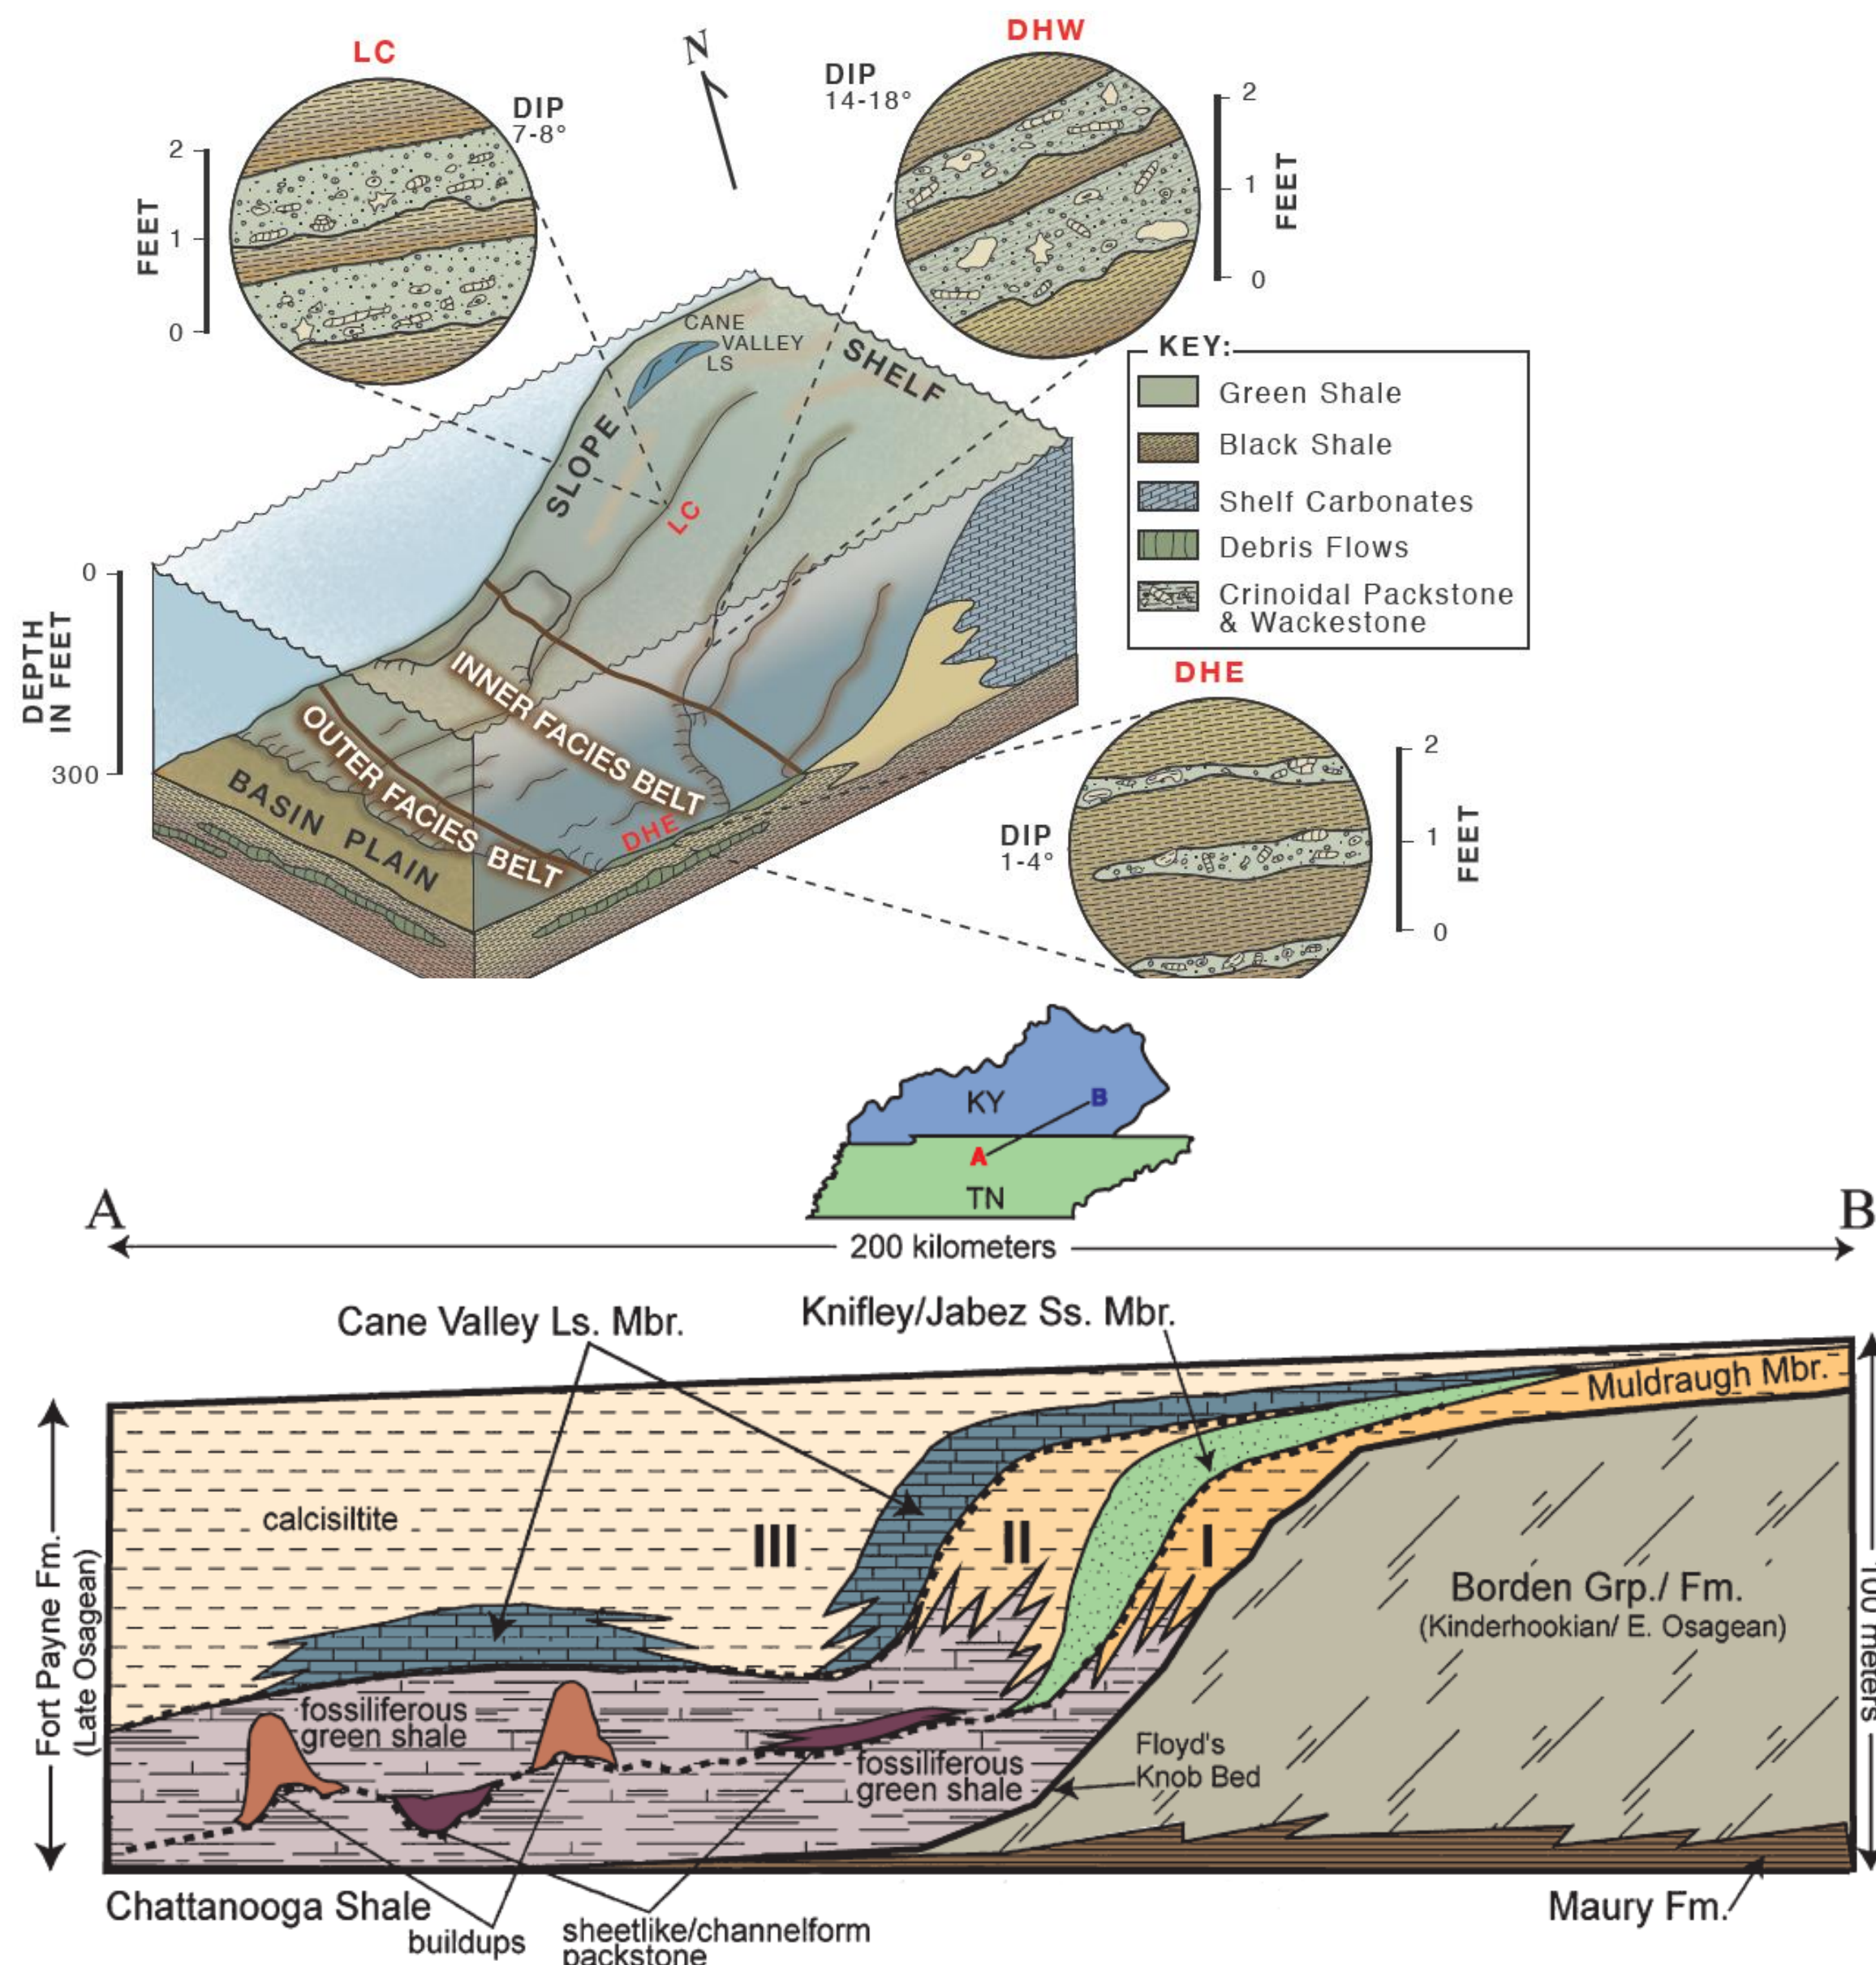 LC
DIP
7-8°
2
1
0
FEET
N
DHW
DIP
14-18°
2
1
0
FEET
CANE
VALLEY
LS
SHELF
SLOPE
LC
KEY:
Green Shale
Black Shale
Shelf Carbonates
Debris Flows
Crinoidal Packstone
& Wackestone
0
300
DEPTH
IN FEET
INNER FACIES BELT
OUTER FACIES BELT
BASIN PLAIN
DHE
DHE
DIP
1-4°
2
1
0
FEET
KY
B
A
TN
A
B
200 kilometers
Cane Valley Ls. Mbr.
Knifley/Jabez Ss. Mbr.
Muldraugh Mbr.
calcisiltite
III
II
I
Borden Grp./ Fm.
(Kinderhookian/ E. Osagean)
Fort Payne Fm.
(Late Osagean)
100 meters
fossiliferous
green shale
fossiliferous
green shale
Floyd's
Knob Bed
Chattanooga Shale
buildups
sheetlike/channelform
packstone
Maury Fm.